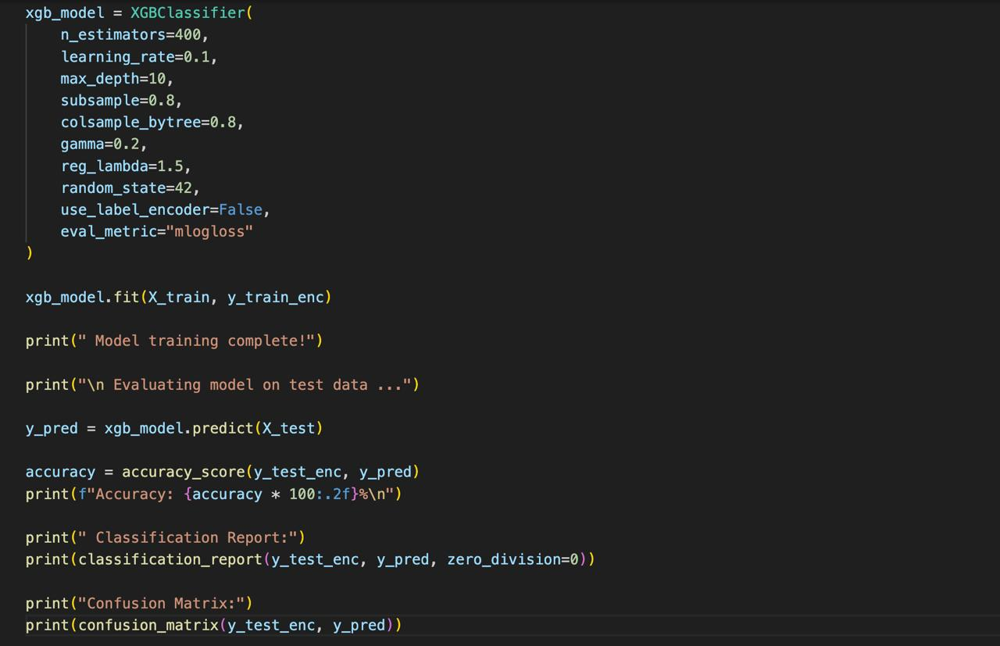 xgb_model = XGBClassifier(
    n_estimators=400,
    learning_rate=0.1,
    max_depth=10,
    subsample=0.8,
    colsample_bytree=0.8,
    gamma=0.2,
    reg_lambda=1.5,
    random_state=42,
    use_label_encoder=False,
    eval_metric="mlogloss"
)
xgb_model.fit(X_train, y_train_enc)
print(" Model training complete!")
print("\n Evaluating model on test data ...")
y_pred = xgb_model.predict(X_test)
accuracy = accuracy_score(y_test_enc, y_pred)
print(f"Accuracy: {accuracy * 100:.2f}%\n")
print(" Classification Report:")
print(classification_report(y_test_enc, y_pred, zero_division=0))
print("Confusion Matrix:")
print(confusion_matrix(y_test_enc, y_pred))